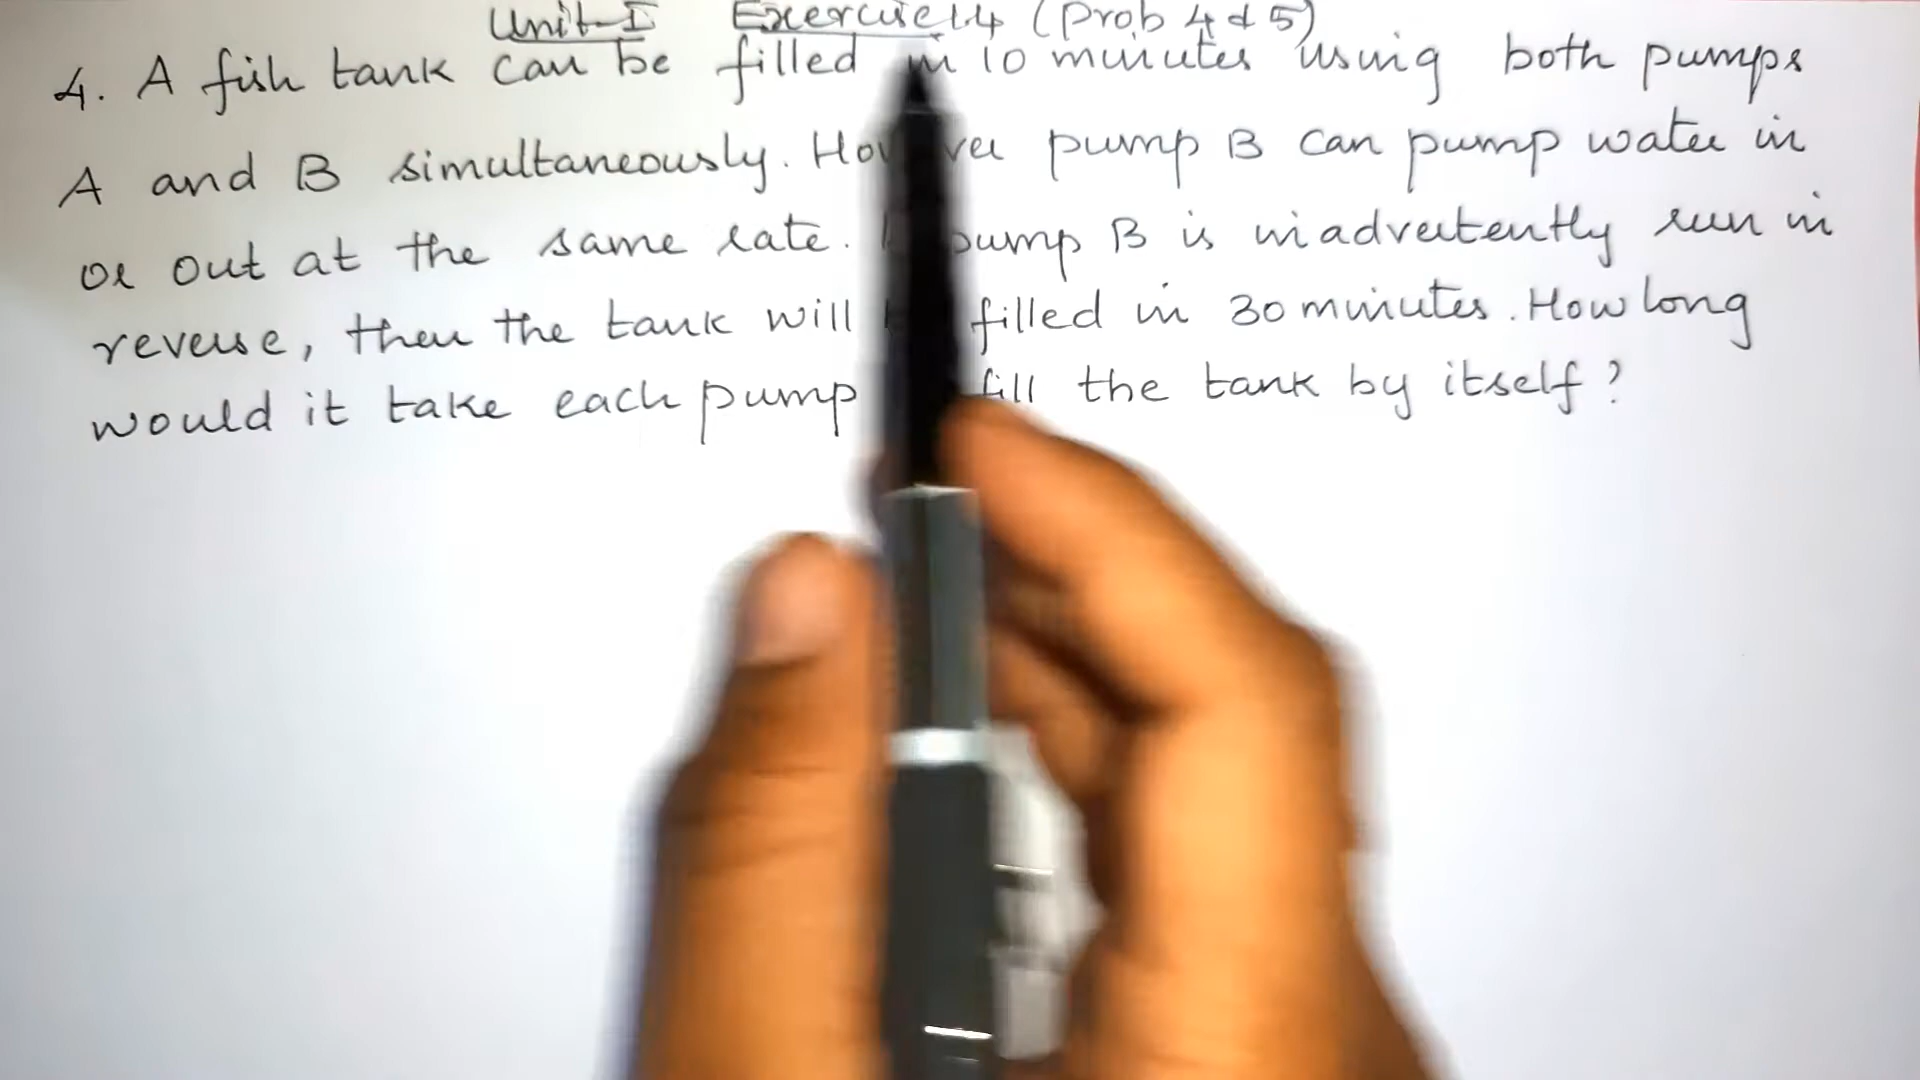 Unit-I Exercise 1.4 (Prob 4 & 5)
4. A fish tank can be filled in 10 minutes using both pumps
A and B simultaneously. pump B can pump water in
or out at the same rate. pump B is inadvertently run in
reverse, then the tank will filled in 30 minutes. How long
would it take each pump fill the tank by itself?